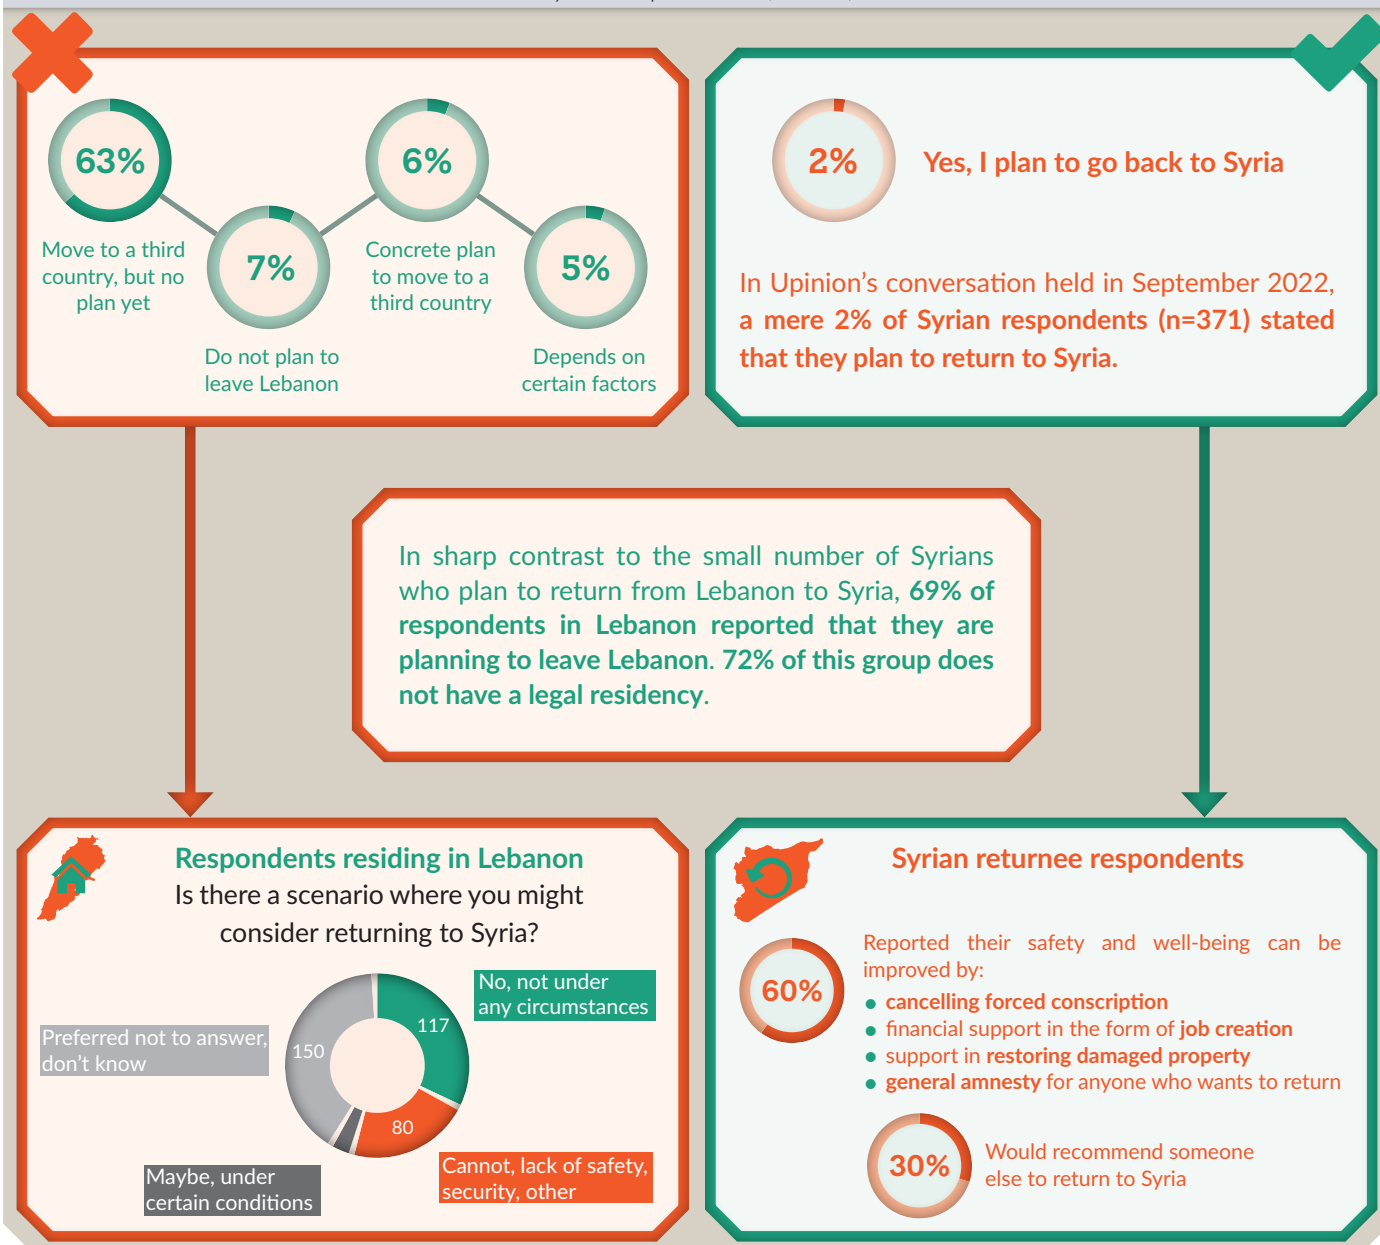 63%
Move to a third
country, but no
plan yet
7%
Do not plan to
leave Lebanon
6%
Concrete plan
to move to a
third country
5%
Depends on
certain factors
2%
Yes, I plan to go back to Syria
In Upinion's conversation held in September 2022,
a mere 2% of Syrian respondents (n=371) stated
that they plan to return to Syria.
In sharp contrast to the small number of Syrians
who plan to return from Lebanon to Syria, 69% of
respondents in Lebanon reported that they are
planning to leave Lebanon. 72% of this group does
not have a legal residency.
Respondents residing in Lebanon
Is there a scenario where you might
consider returning to Syria?
No, not under
any circumstances
117
Preferred not to answer,
don't know
150
80
Cannot, lack of safety,
security, other
Maybe, under
certain conditions
Syrian returnee respondents
60%
Reported their safety and well-being can be
improved by:
• cancelling forced conscription
• financial support in the form of job creation
• support in restoring damaged property
• general amnesty for anyone who wants to return
30%
Would recommend someone
else to return to Syria